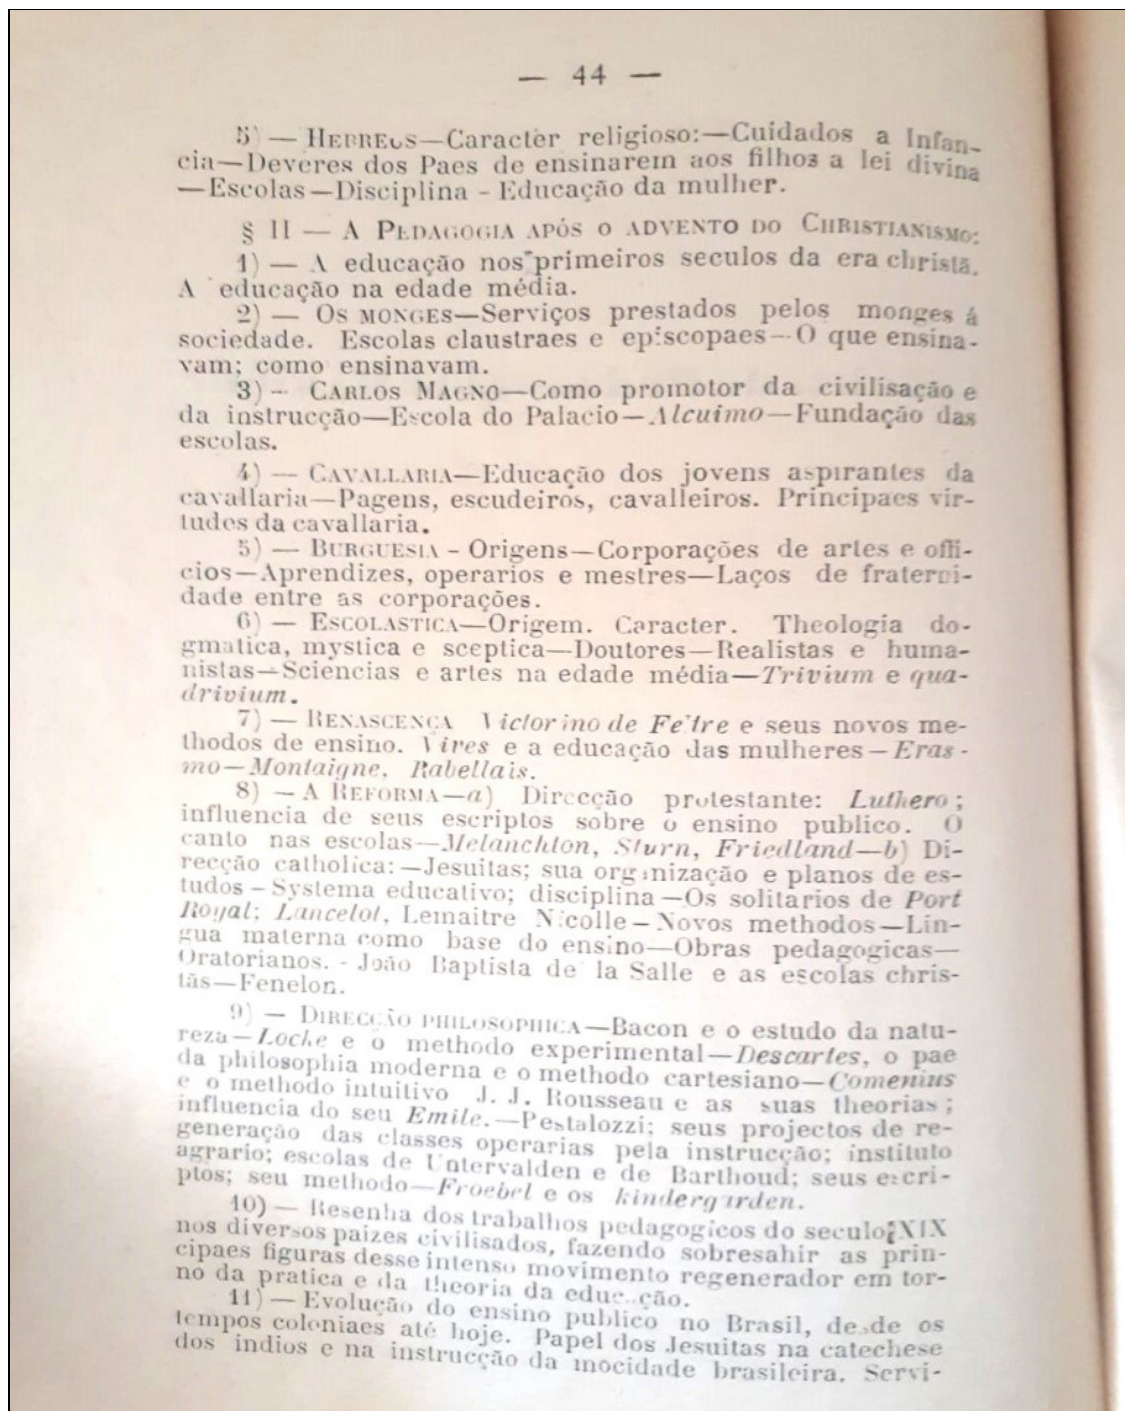 — 44 —
5) — HEBREOS—Caracter religioso:—Cuidados a Infan-
cia—Deveres dos Paes de ensinarem aos filhos a lei divina
—Escolas—Disciplina - Educação da mulher.
§ II — A PEDAGOGIA APÓS O ADVENTO DO CHRISTIANISMO:
1) — A educação nos primeiros seculos da era christã.
A educação na edade média.
2) — OS MONGES—Serviços prestados pelos monges á
sociedade. Escolas claustraes e episcopaes—O que ensina-
vam; como ensinavam.
3) — CARLOS MAGNO—Como promotor da civilisação e
da instrucção—Escola do Palacio—Alcuimo—Fundação das
escolas.
4) — CAVALLARIA—Educação dos jovens aspirantes da
cavallaria—Pagens, escudeiros, cavalleiros. Principaes vir-
tudes da cavallaria.
5) — BURGUESIA - Origens—Corporações de artes e offi-
cios—Aprendizes, operarios e mestres—Laços de fraterni-
dade entre as corporações.
6) — ESCOLASTICA—Origem. Caracter. Theologia do-
gmatica, mystica e sceptica—Doutores—Realistas e huma-
nistas—Sciencias e artes na edade média—Trivium e qua-
drivium.
7) — RENASCENÇA Victorino de Feltre e seus novos me-
thodos de ensino. Vives e a educação das mulheres—Eras-
mo—Montaigne, Rabellais.
8) — A REFORMA—a) Direcção protestante: Luthero;
influencia de seus escriptos sobre o ensino publico. O
canto nas escolas—Melanchton, Sturn, Friedland—b) Di-
recção catholica:—Jesuitas; sua organização e planos de es-
tudos—Systema educativo; disciplina—Os solitarios de Port
Royal; Lancelot, Lemaitre Nicolle—Novos methodos—Lin-
gua materna como base do ensino—Obras pedagogicas—
Oratorianos. - João Baptista de la Salle e as escolas chris-
tãs—Fenelon.
9) — DIRECÇÃO PHILOSOPHICA—Bacon e o estudo da natu-
reza—Locke e o methodo experimental—Descartes, o pae
da philosophia moderna e o methodo cartesiano—Comenius
e o methodo intuitivo J. J. Rousseau e as suas theorias;
influencia do seu Emile.—Pestalozzi; seus projectos de re-
generação das classes operarias pela instrucção; instituto
agrario; escolas de Untervalden e de Barthoud; seus escri-
ptos; seu methodo—Froebel e os kindergarden.
10) — Resenha dos trabalhos pedagogicos do seculo XIX
nos diversos paizes civilisados, fazendo sobresahir as prin-
cipaes figuras desse intenso movimento regenerador em tor-
no da pratica e da theoria da educação.
11) — Evolução do ensino publico no Brasil, desde os
tempos coloniaes até hoje. Papel dos Jesuitas na catechese
dos indios e na instrucção da mocidade brasileira. Servi-